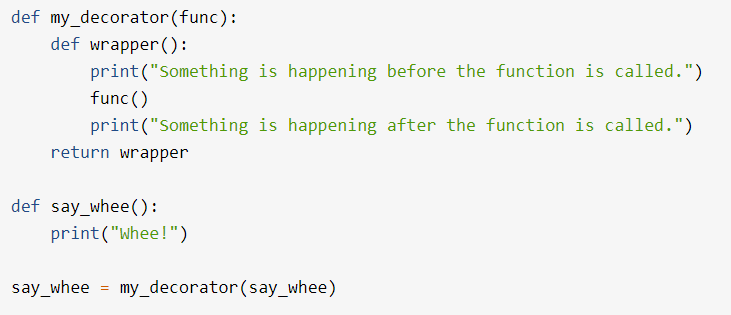 def my_decorator(func):
    def wrapper():
        print("Something is happening before the function is called.")
        func()
        print("Something is happening after the function is called.")
    return wrapper

def say_whee():
    print("Whee!")

say_whee = my_decorator(say_whee)